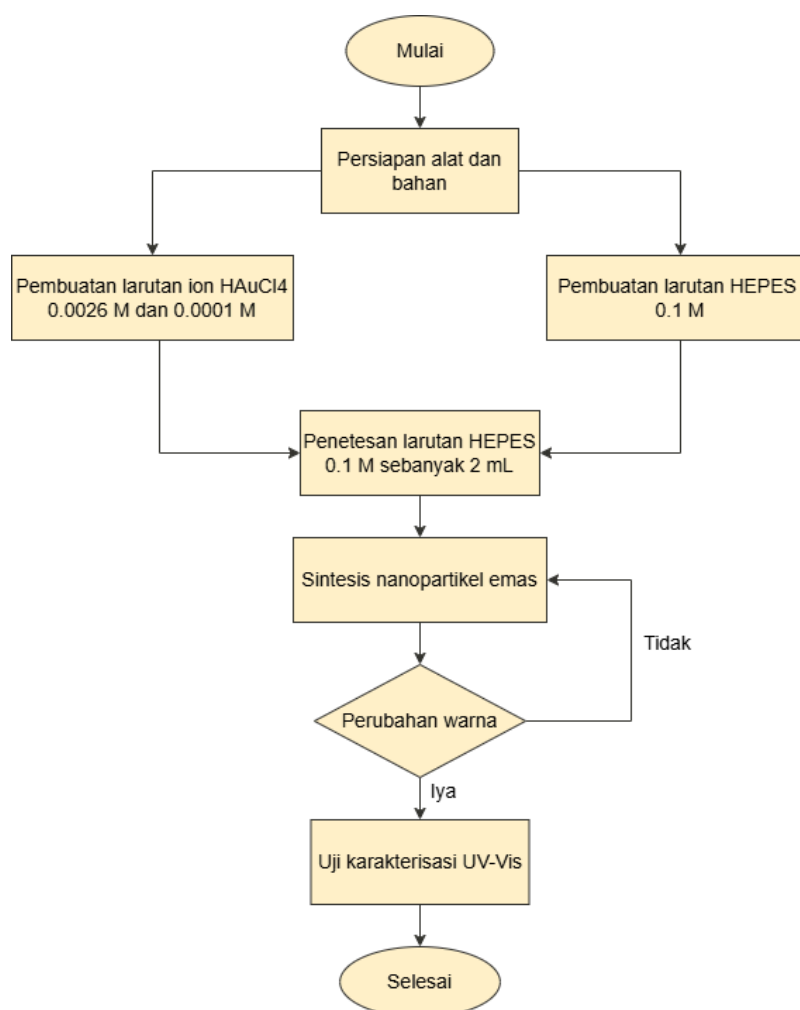 Mulai
Persiapan alat dan
bahan
Pembuatan larutan ion HAuCl4
0.0026 M dan 0.0001 M
Pembuatan larutan HEPES
0.1 M
Penetesan larutan HEPES
0.1 M sebanyak 2 mL
Sintesis nanopartikel emas
Tidak
Perubahan warna
Iya
Uji karakterisasi UV-Vis
Selesai